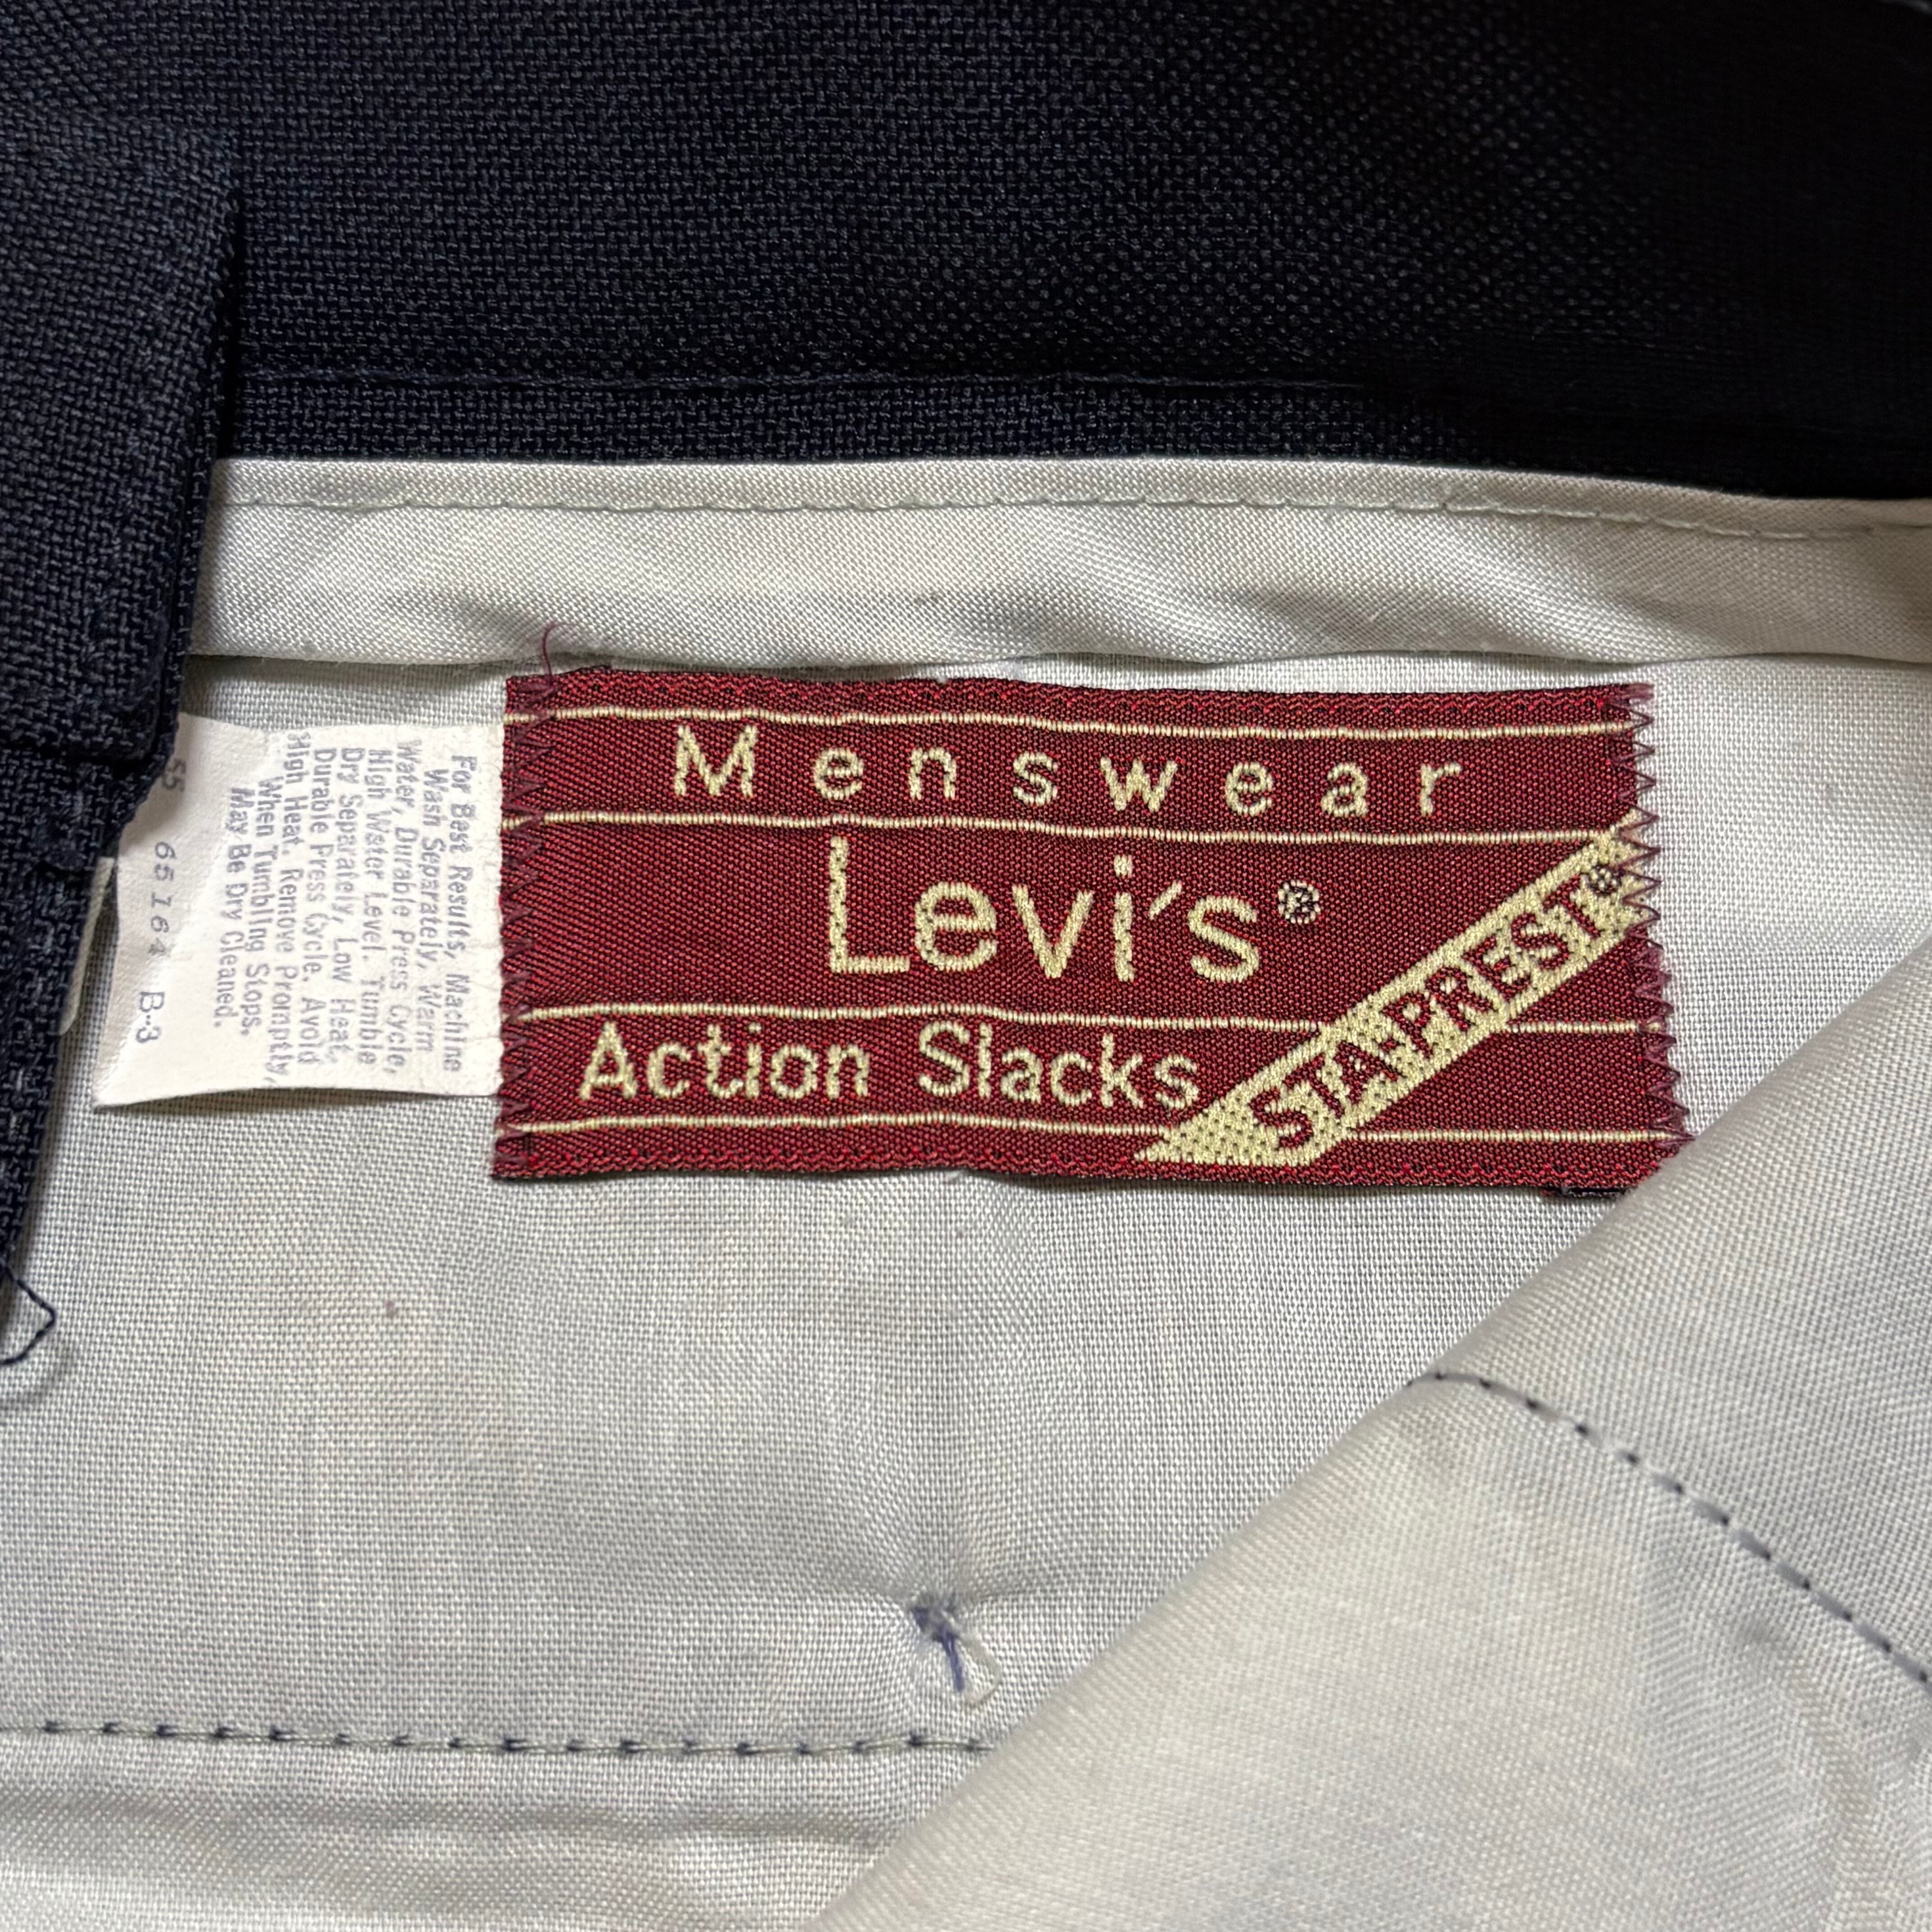 Menswear
Levi's®
Action Slacks
STA-PREST®
For Best Results, Machine
Wash Separately, Warm
Water, Durable Press Cycle,
High Water Level. Tumble
Dry Separately, Low Heat,
Durable Press Cycle. Avoid
High Heat. Remove Promptly,
When Tumbling Stops.
May Be Dry Cleaned.
65164 B-3